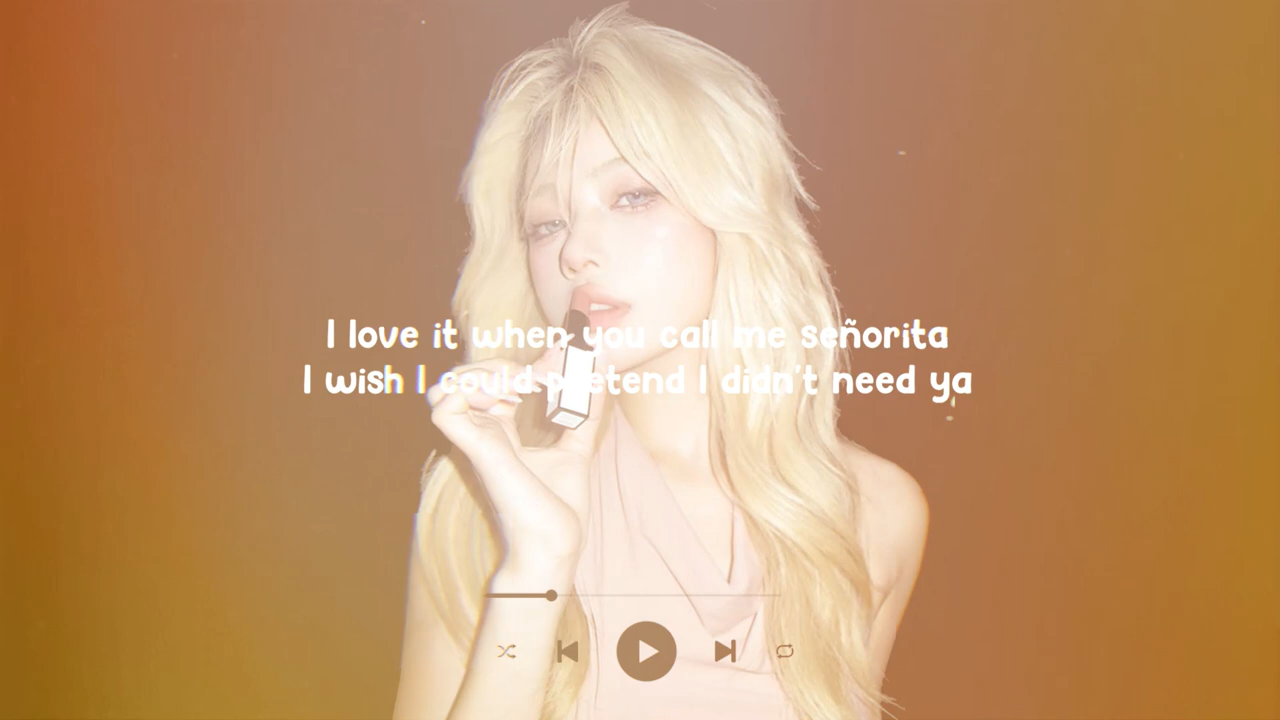 I love it when you call me señorita
I wish I could pretend I didn't need ya